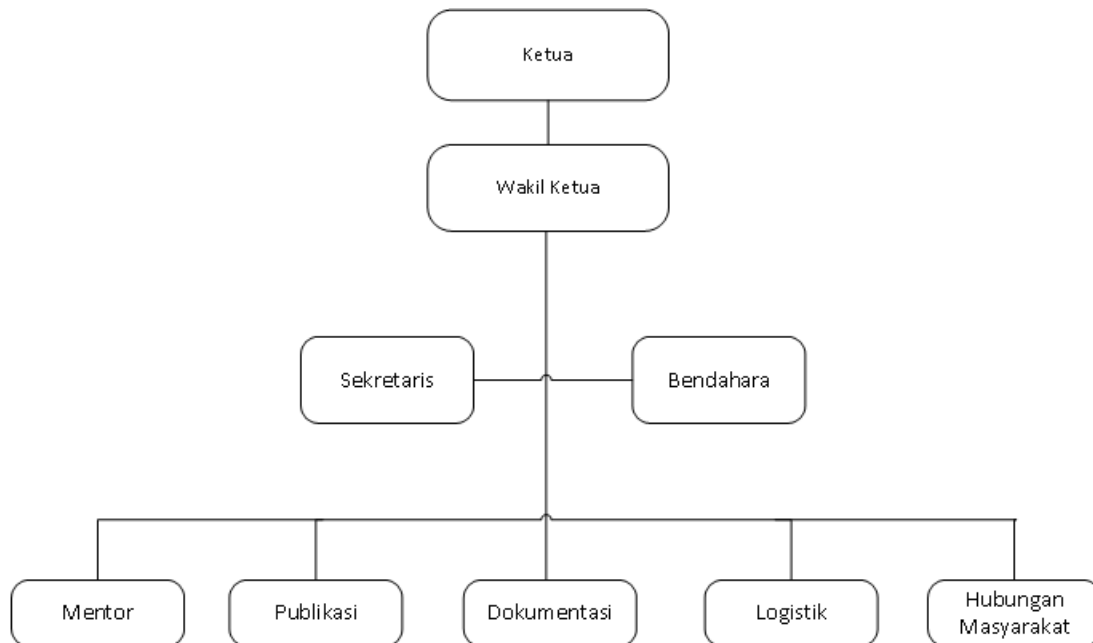 Ketua
Wakil Ketua
Sekretaris
Bendahara
Mentor
Publikasi
Dokumentasi
Logistik
Hubungan
Masyarakat